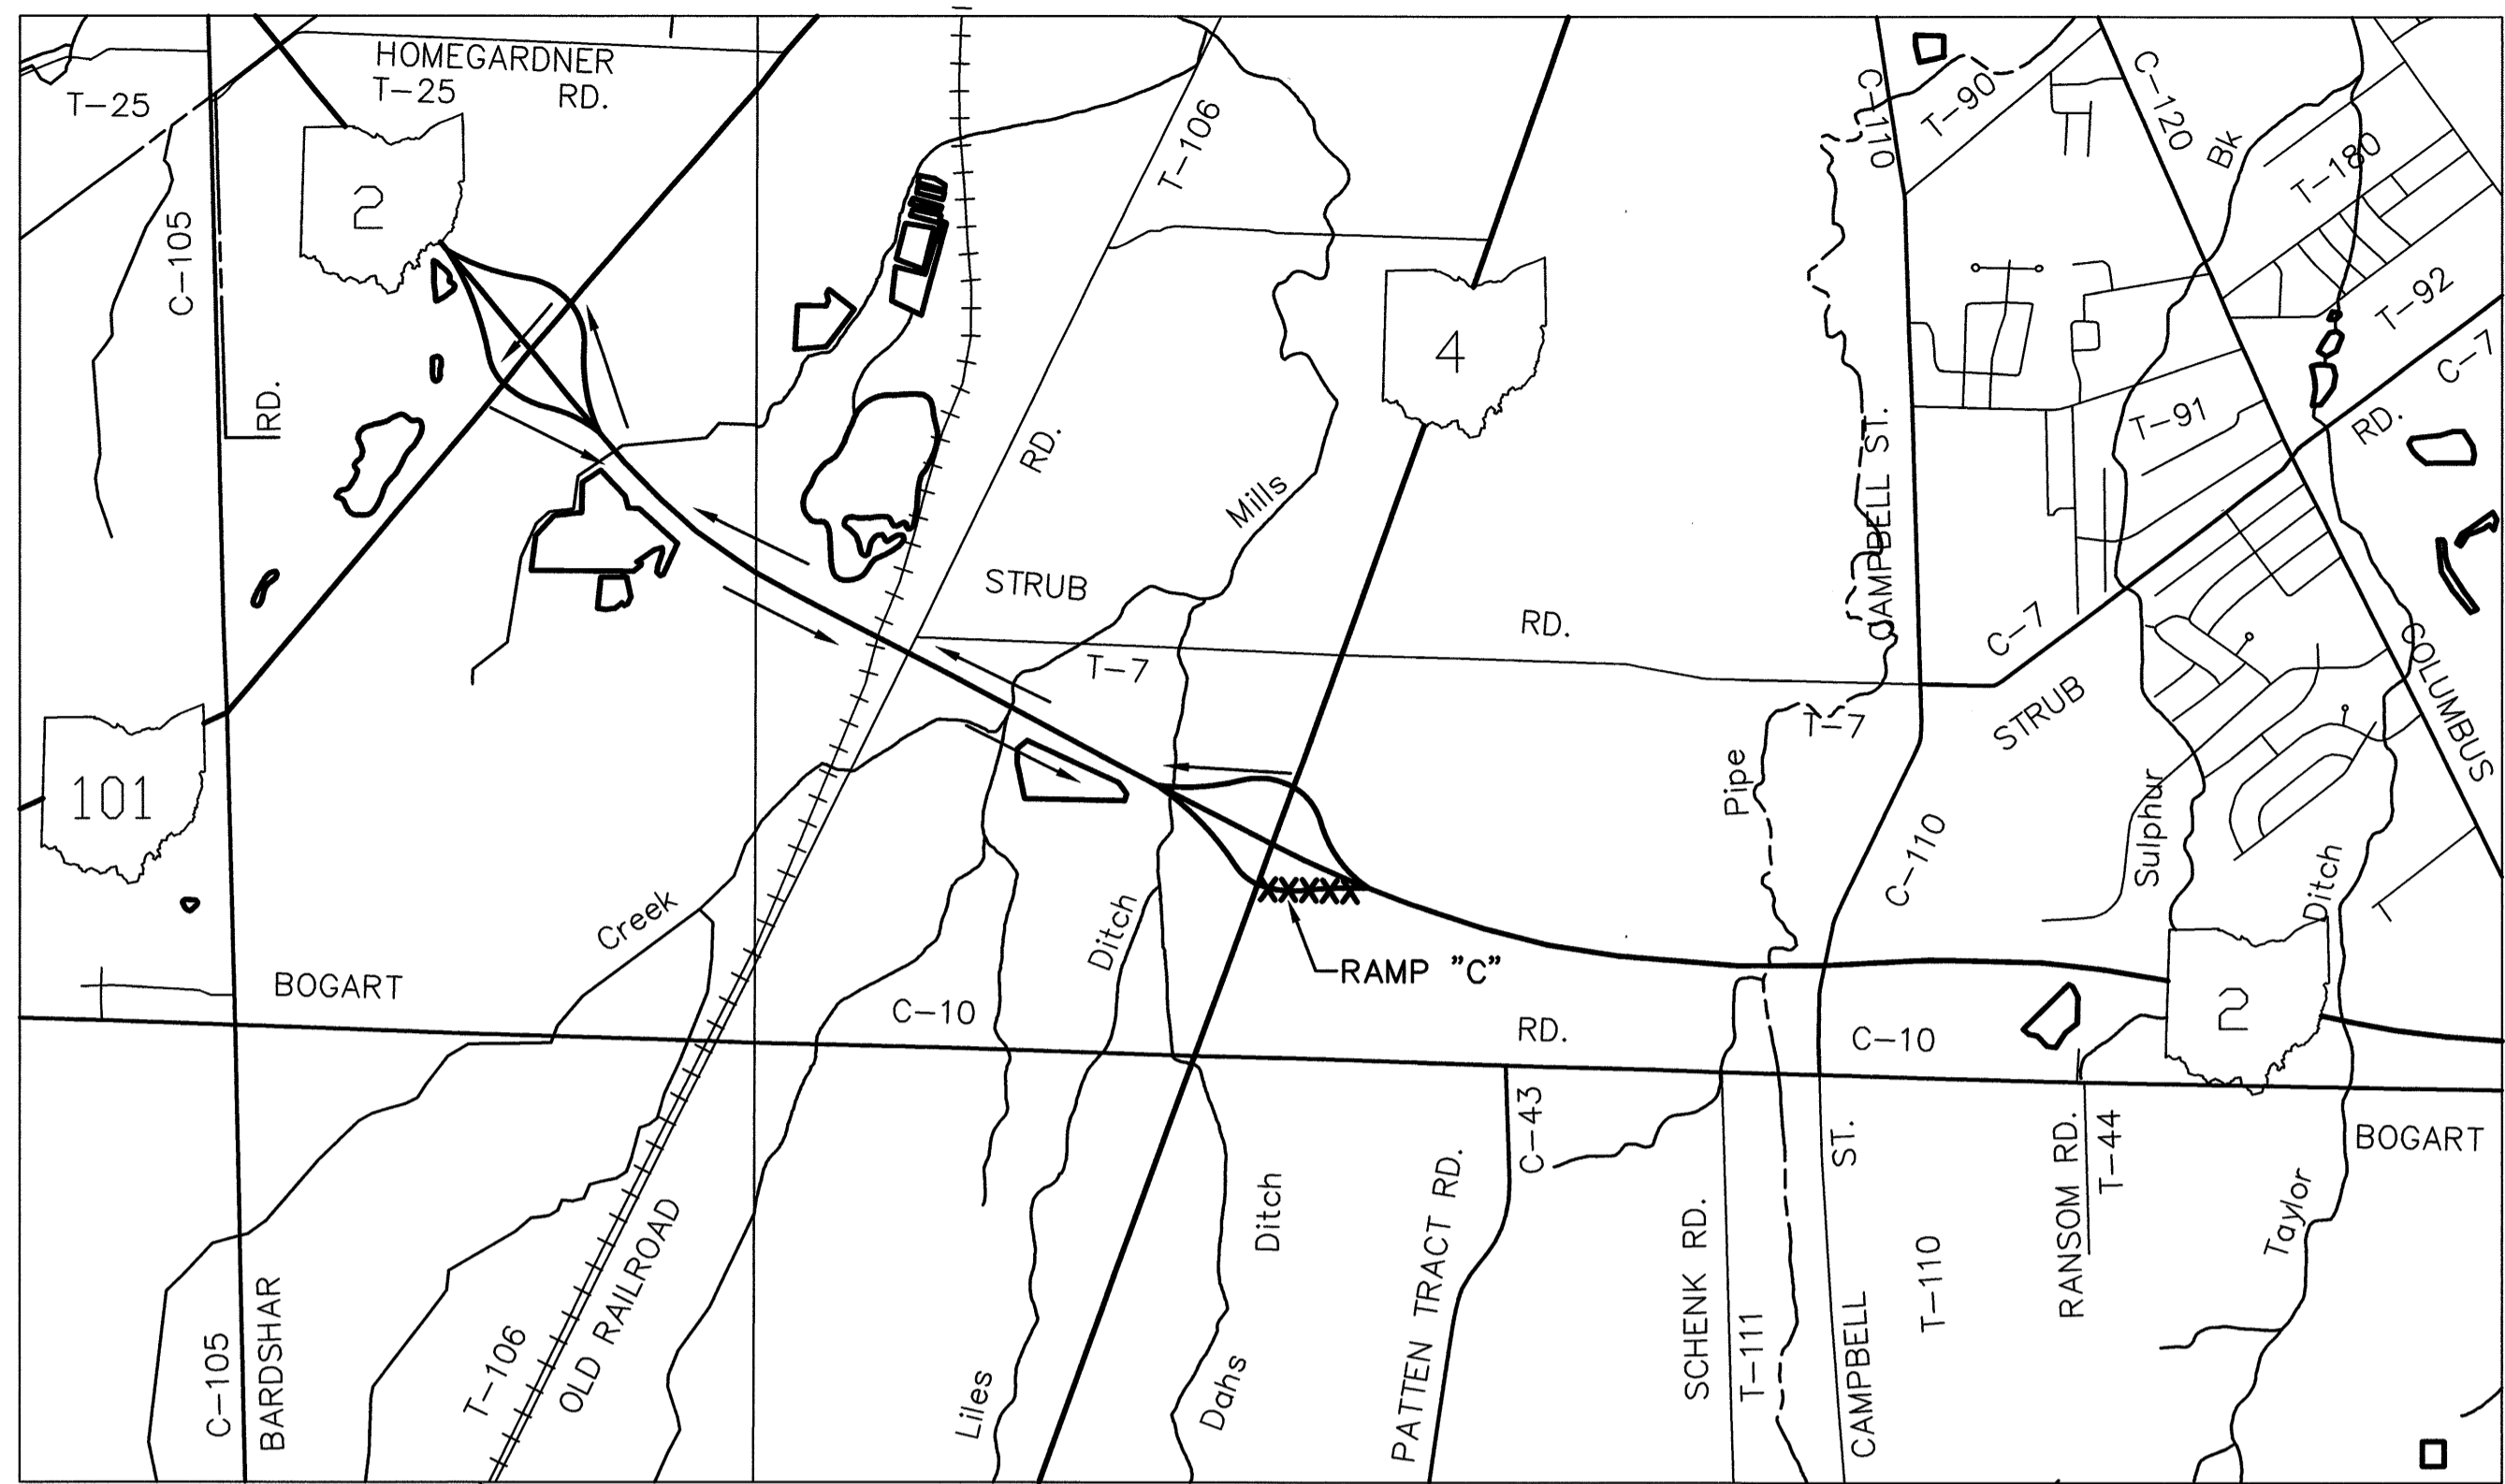 HOMEGARDNER
T-25
RD.
T-25
2
C-105
RD.
T-106
RD.
Mills
4
C-110
T-90
C-120
Bk
T-180
T-92
C-7
RD.
T-91
CAMPBELL ST.
STRUB
RD.
T-7
C-7
STRUB
T-7
COLUMBUS
101
Pipe
C-110
Sulphur
Ditch
T
Creek
Ditch
RAMP "C"
BOGART
C-10
RD.
C-10
2
BOGART
C-43
PATTEN TRACT RD.
ST.
RANSOM RD.
T-44
Taylor
Ditch
SCHENK RD.
T-111
CAMPBELL
T-110
C-105
BARDSHAR
T-106
OLD RAILROAD
Liles
Dahs